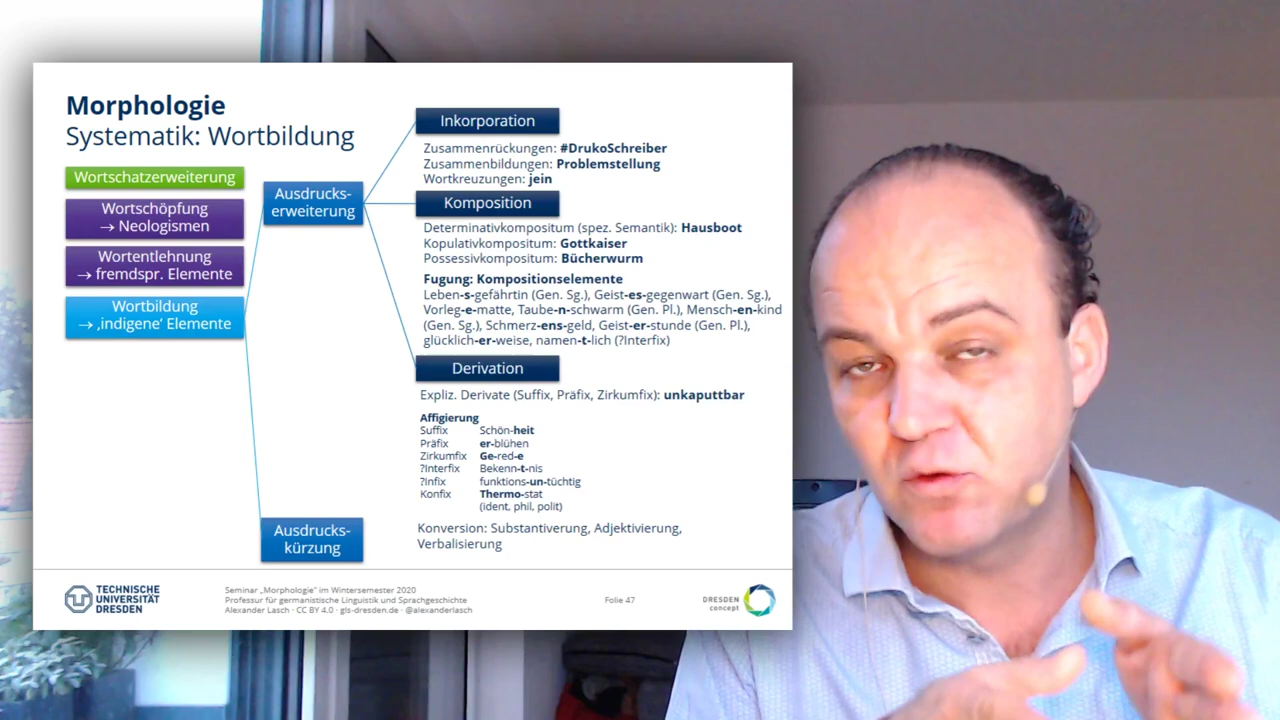 Morphologie
Systematik: Wortbildung
Wortschatzerweiterung
Wortschöpfung
→ Neologismen
Wortentlehnung
→ fremdspr. Elemente
Wortbildung
→ ‚indigene‘ Elemente
Ausdrucks-
erweiterung
Ausdrucks-
kürzung
Inkorporation
Zusammenrückungen: #DrukoSchreiber
Zusammenbildungen: Problemstellung
Wortkreuzungen: jein
Komposition
Determinativkompositum (spez. Semantik): Hausboot
Kopulativkompositum: Gottkaiser
Possessivkompositum: Bücherwurm
Fugung: Kompositionselemente
Leben-s-gefährtin (Gen. Sg.), Geist-es-gegenwart (Gen. Sg.),
Vorleg-e-matte, Taube-n-schwarm (Gen. Pl.), Mensch-en-kind
(Gen. Sg.), Schmerz-ens-geld, Geist-er-stunde (Gen. Pl.),
glücklich-er-weise, namen-t-lich (?Interfix)
Derivation
Expliz. Derivate (Suffix, Präfix, Zirkumfix): unkaputtbar
Affigierung
Suffix Schön-heit
Präfix er-blühen
Zirkumfix Ge-red-e
?Interfix Bekenn-t-nis
?Infix funktions-un-tüchtig
Konfix Thermo-stat
(ident, phil, polit)
Konversion: Substantivierung, Adjektivierung,
Verbalisierung
TECHNISCHE
UNIVERSITÄT
DRESDEN
Seminar „Morphologie" im Wintersemester 2020
Professur für germanistische Linguistik und Sprachgeschichte
Alexander Lasch · CC BY 4.0 · gls-dresden.de · @alexanderlasch
Folie 47
DRESDEN
concept